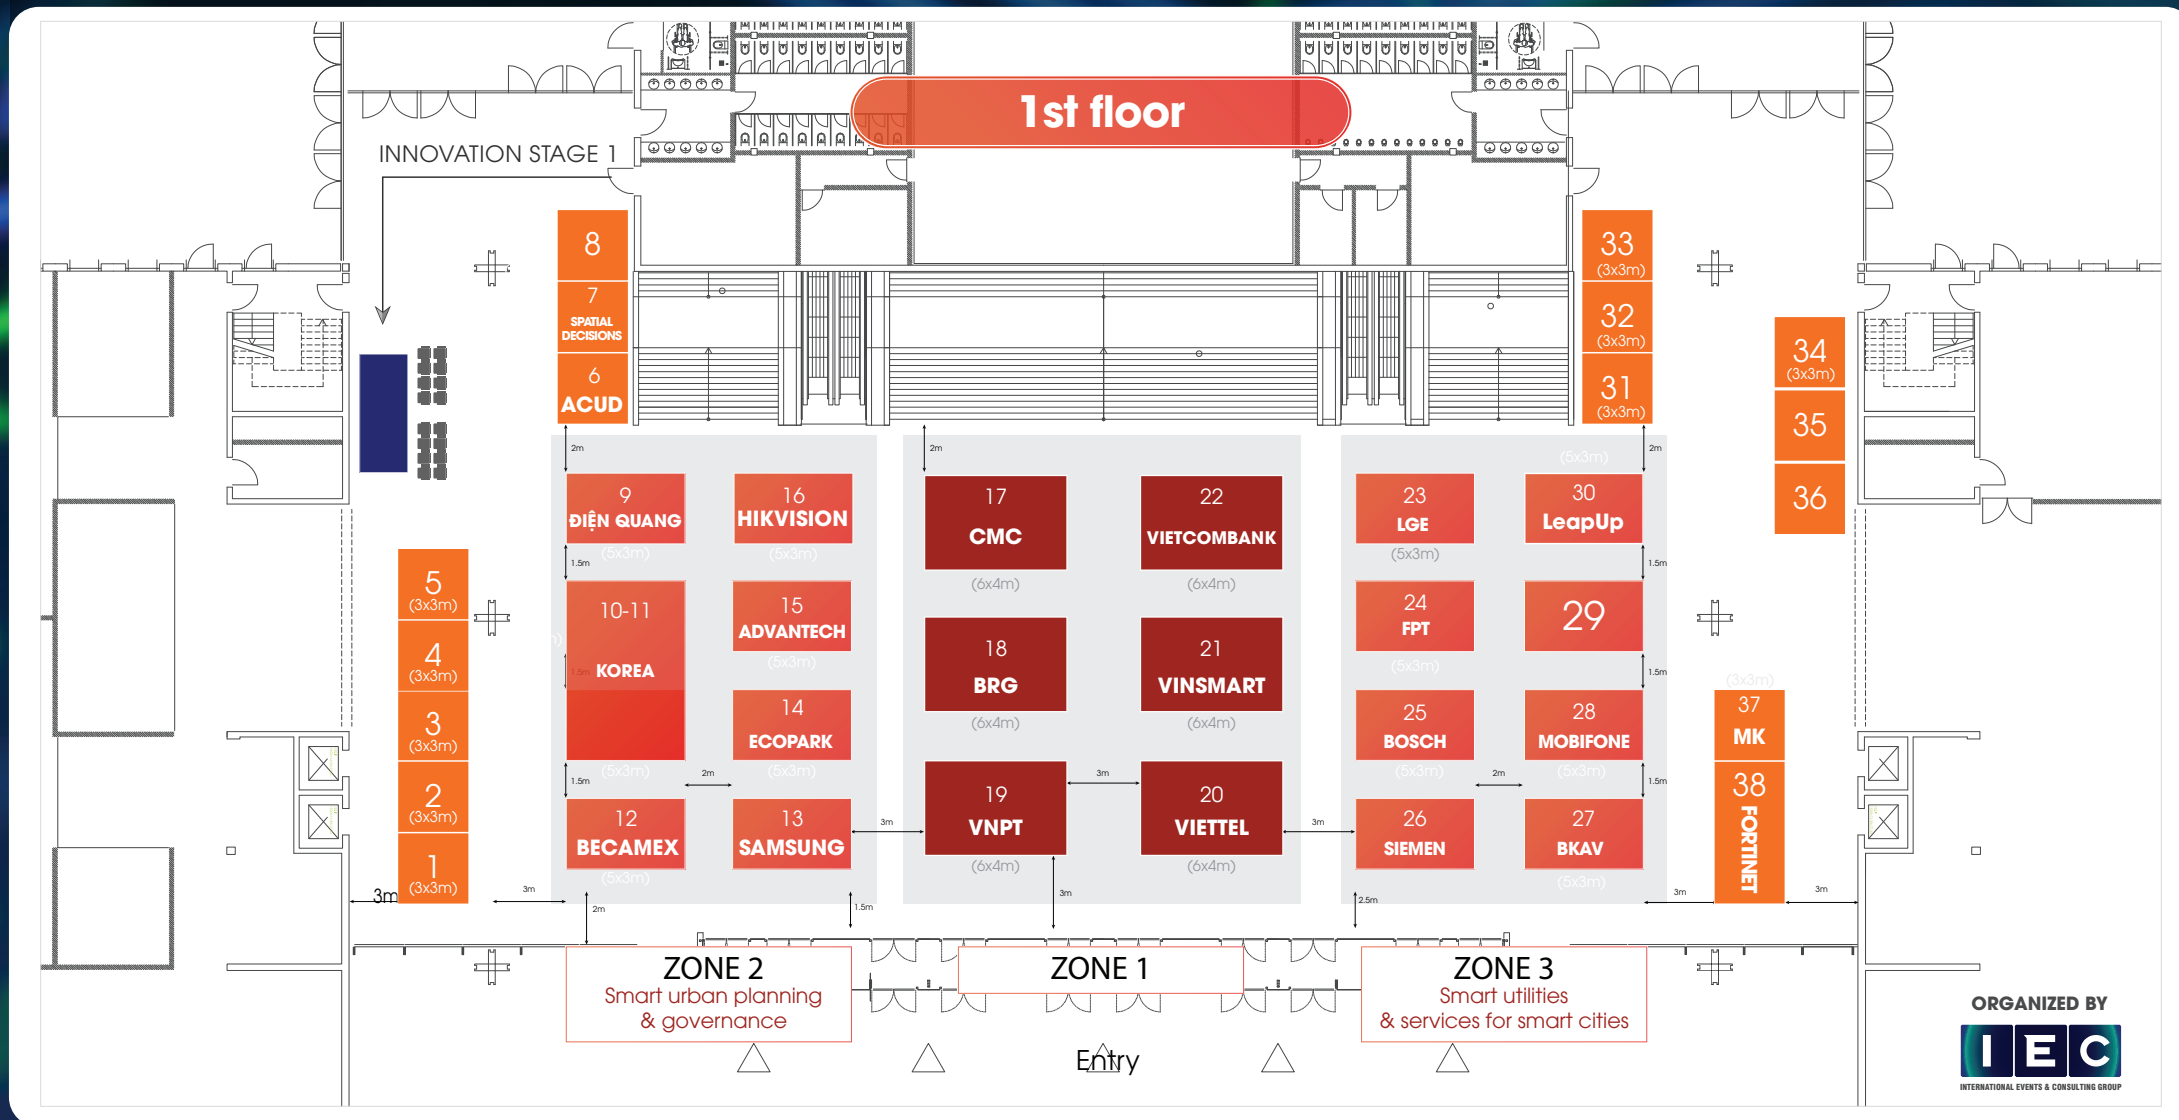 1st floor
INNOVATION STAGE 1
8
7
SPATIAL
DECISIONS
6
ACUD
33
(3x3m)
32
(3x3m)
31
(3x3m)
34
(3x3m)
35
36
2m
2m
2m
(5x3m)
9
ĐIỆN QUANG
(5x3m)
16
HIKVISION
(5x3m)
17
CMC
(6x4m)
22
VIETCOMBANK
(6x4m)
23
LGE
(5x3m)
30
LeapUp
1.5m
1.5m
5
(3x3m)
4
(3x3m)
3
(3x3m)
2
(3x3m)
1
(3x3m)
10-11
KOREA
1.5m
(5x3m)
15
ADVANTECH
(5x3m)
18
BRG
(6x4m)
21
VINSMART
(6x4m)
24
FPT
(5x3m)
29
1.5m
14
ECOPARK
(5x3m)
25
BOSCH
(5x3m)
28
MOBIFONE
(5x3m)
(3x3m)
37
MK
38
FORTINET
1.5m
2m
3m
2m
1.5m
12
BECAMEX
(5x3m)
13
SAMSUNG
19
VNPT
(6x4m)
20
VIETTEL
(6x4m)
26
SIEMEN
27
BKAV
(5x3m)
3m
3m
3m
3m
2m
1.5m
3m
2.5m
3m
3m
ZONE 2
Smart urban planning
& governance
ZONE 1
ZONE 3
Smart utilities
& services for smart cities
Entry
ORGANIZED BY
IEC
INTERNATIONAL EVENTS & CONSULTING GROUP